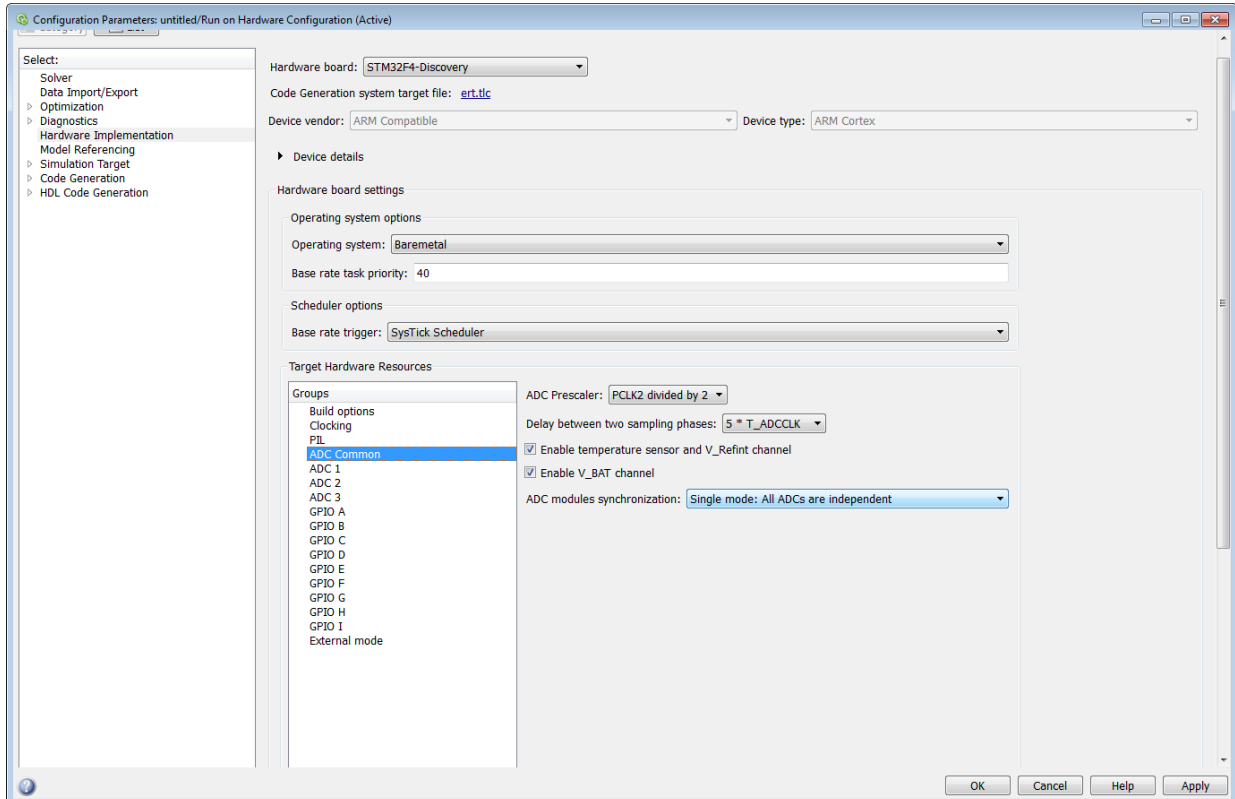 Configuration Parameters: untitled/Run on Hardware Configuration (Active)
Category List
Select:
Solver
Data Import/Export
Optimization
Diagnostics
Hardware Implementation
Model Referencing
Simulation Target
Code Generation
HDL Code Generation
Hardware board: STM32F4-Discovery
Code Generation system target file: ert.tlc
Device vendor: ARM Compatible Device type: ARM Cortex
Device details
Hardware board settings
Operating system options
Operating system: Baremetal
Base rate task priority: 40
Scheduler options
Base rate trigger: SysTick Scheduler
Target Hardware Resources
Groups
Build options
Clocking
PIL
ADC Common
ADC 1
ADC 2
ADC 3
GPIO A
GPIO B
GPIO C
GPIO D
GPIO E
GPIO F
GPIO G
GPIO H
GPIO I
External mode
ADC Prescaler: PCLK2 divided by 2
Delay between two sampling phases: 5 * T_ADCCLK
Enable temperature sensor and V_Refint channel
Enable V_BAT channel
ADC modules synchronization: Single mode: All ADCs are independent
OK Cancel Help Apply